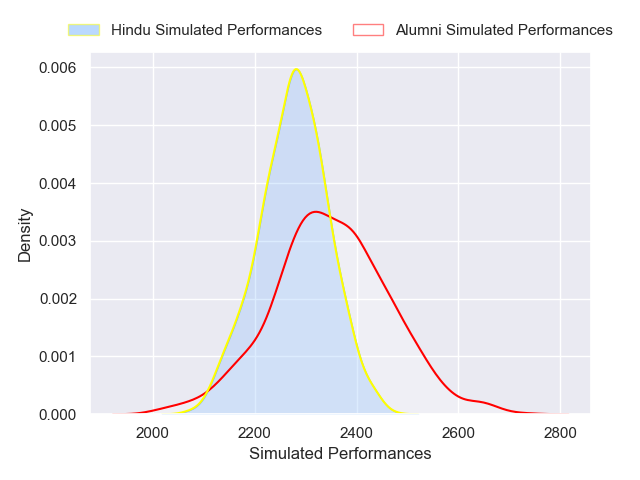 Hindu Simulated Performances Alumni Simulated Performances
0.006
0.005
0.004
0.003
0.002
0.001
0.000
Density
2000 2200 2400 2600 2800
Simulated Performances